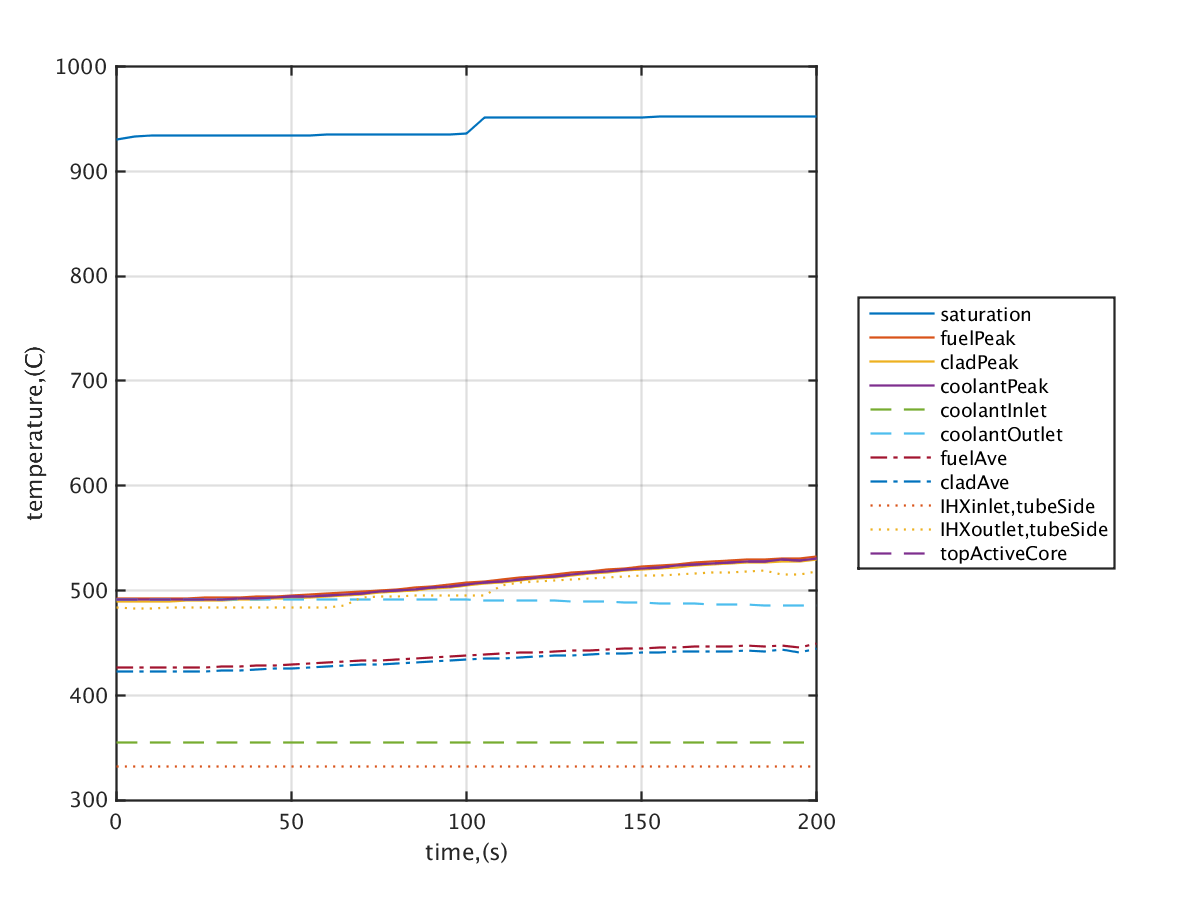 1000
900
800
700
600
500
400
300
temperature,(C)
0 50 100 150 200
time,(s)
saturation
fuelPeak
cladPeak
coolantPeak
coolantInlet
coolantOutlet
fuelAve
cladAve
IHXinlet,tubeSide
IHXoutlet,tubeSide
topActiveCore